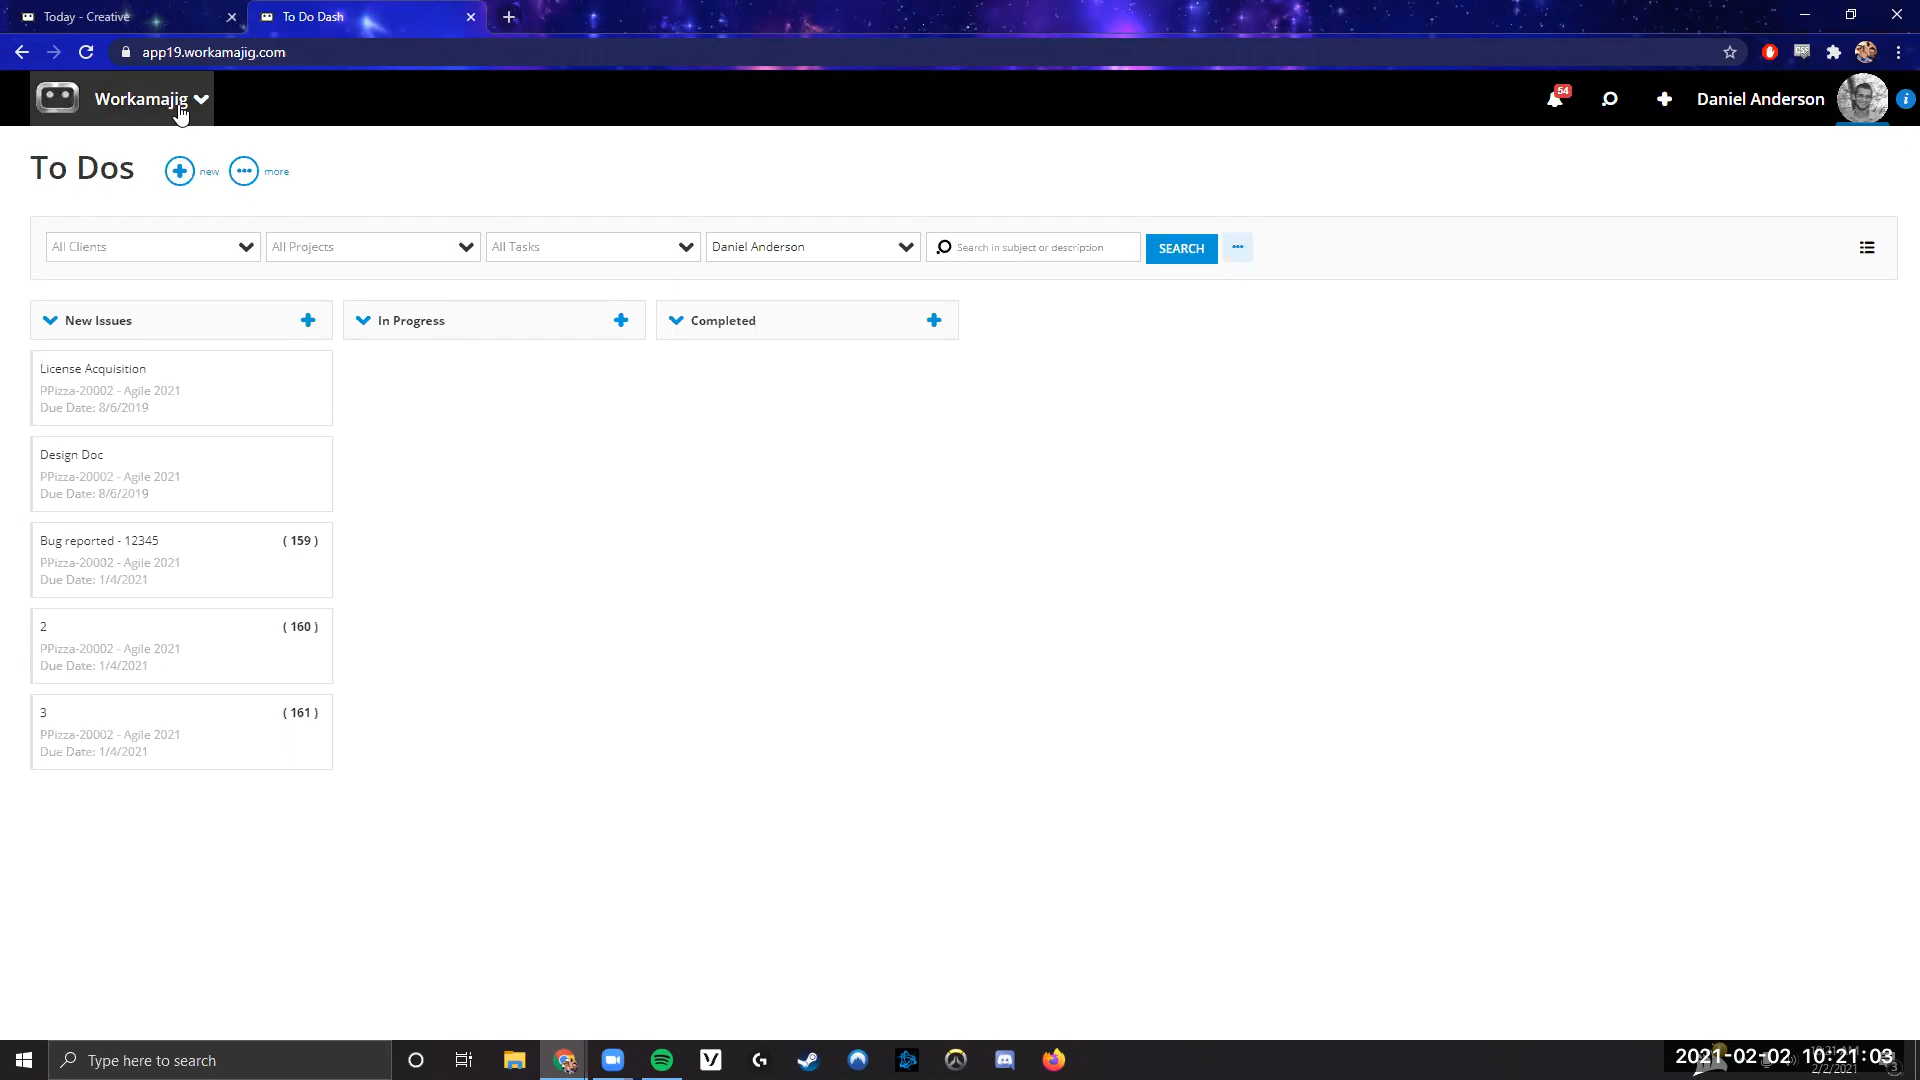 Today - Creative
To Do Dash
app19.workamajig.com
Workamajig
54
Daniel Anderson
To Dos
new
more
All Clients
All Projects
All Tasks
Daniel Anderson
Search in subject or description
SEARCH
New Issues
In Progress
Completed
License Acquisition
PPizza-20002 - Agile 2021
Due Date: 8/6/2019
Design Doc
PPizza-20002 - Agile 2021
Due Date: 8/6/2019
Bug reported - 12345
( 159 )
PPizza-20002 - Agile 2021
Due Date: 1/4/2021
2
( 160 )
PPizza-20002 - Agile 2021
Due Date: 1/4/2021
3
( 161 )
PPizza-20002 - Agile 2021
Due Date: 1/4/2021
Type here to search
2021-02-02 10:21:03
2/2/2021
3